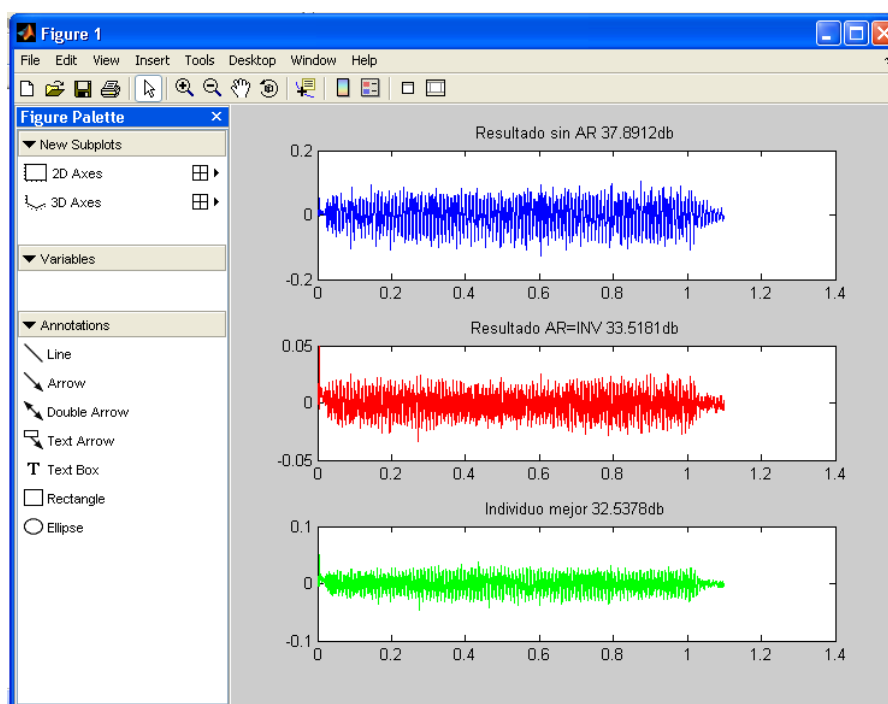 Figure 1
File Edit View Insert Tools Desktop Window Help
Figure Palette
New Subplots
2D Axes
3D Axes
Variables
Annotations
Line
Arrow
Double Arrow
Text Arrow
T Text Box
Rectangle
Ellipse
Resultado sin AR 37.8912db
0.2
0
-0.2
0 0.2 0.4 0.6 0.8 1 1.2 1.4
Resultado AR=INV 33.5181db
0.05
0
-0.05
0 0.2 0.4 0.6 0.8 1 1.2 1.4
Individuo mejor 32.5378db
0.1
0
-0.1
0 0.2 0.4 0.6 0.8 1 1.2 1.4